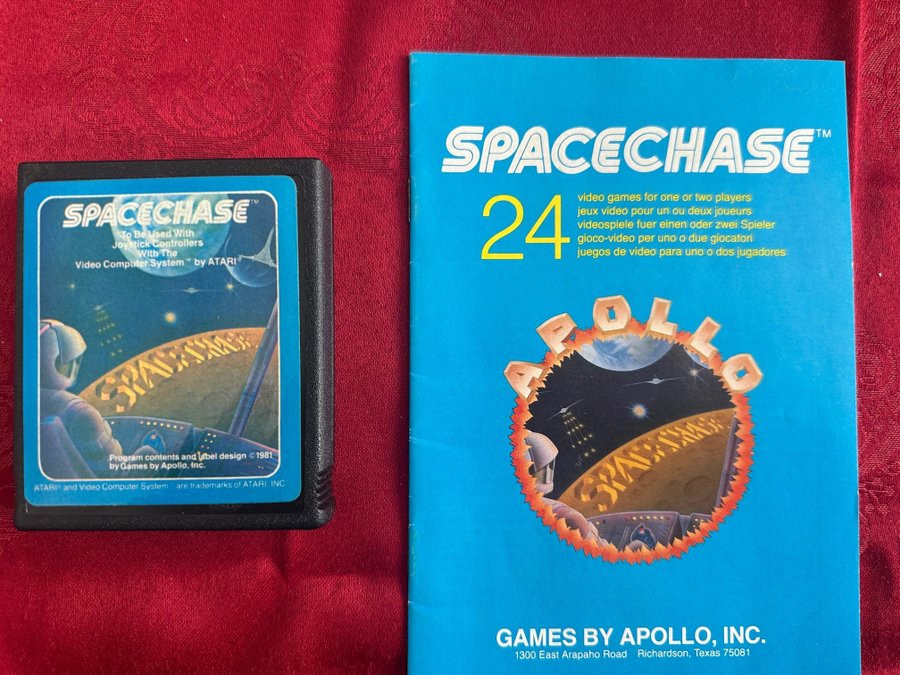 SPACECHASE™
To Be Used With
Joystick Controllers
With The
Video Computer System™ by ATARI®
SPACECHASE
Program contents and label design © 1981
by Games by Apollo, Inc.
ATARI® and Video Computer System are trademarks of ATARI, INC
SPACECHASE™
24
video games for one or two players
jeux video pour un ou deux joueurs
videospiele fuer einen oder zwei Spieler
gioco-video per uno o due giocatori
juegos de video para uno o dos jugadores
APOLLO
SPACECHASE
GAMES BY APOLLO, INC.
1300 East Arapaho Road Richardson, Texas 75081